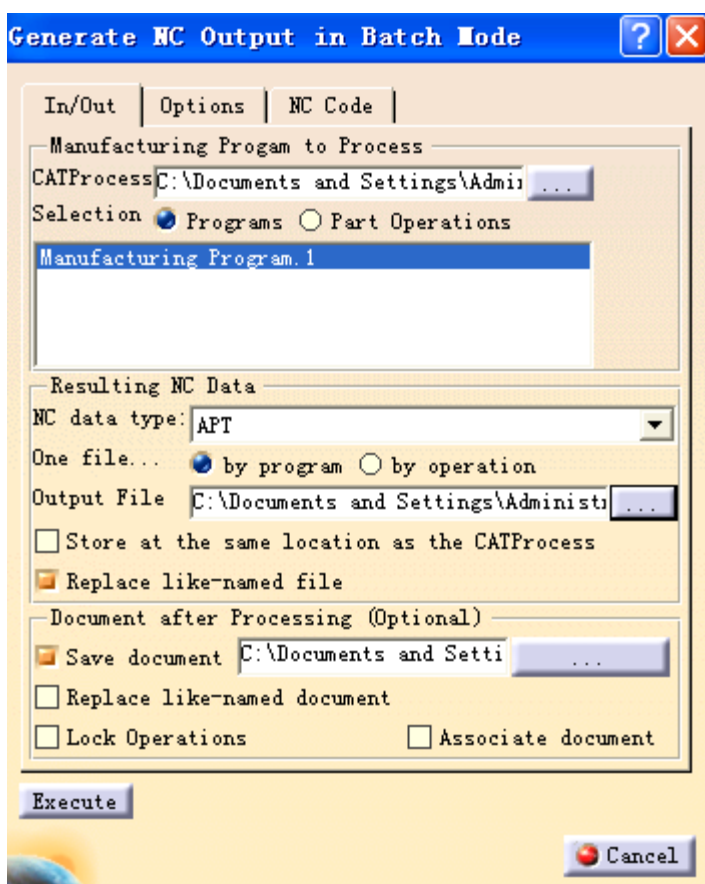 Generate NC Output in Batch Mode
In/Out Options NC Code
Manufacturing Progam to Process
CATProcess C:\Documents and Settings\Admi ...
Selection Programs Part Operations
Manufacturing Program.1
Resulting NC Data
NC data type: APT
One file... by program by operation
Output File C:\Documents and Settings\Administ ...
Store at the same location as the CATProcess
Replace like-named file
Document after Processing (Optional)
Save document C:\Documents and Setti ...
Replace like-named document
Lock Operations Associate document
Execute
Cancel